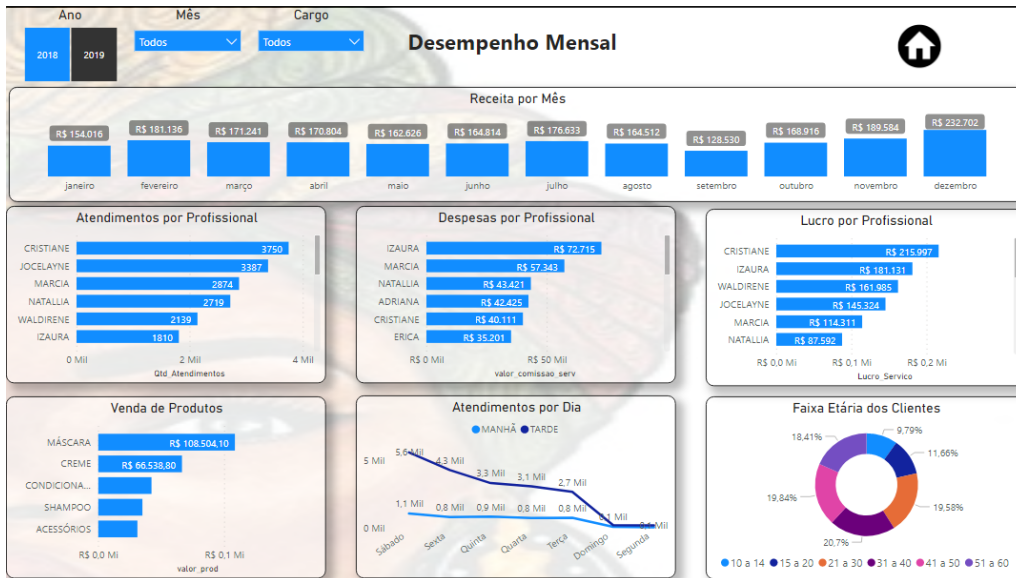 Ano
Mês
Cargo
2018
2019
Todos
Todos
Desempenho Mensal
Receita por Mês
R$ 154.016
R$ 181.136
R$ 171.241
R$ 170.804
R$ 162.626
R$ 164.814
R$ 176.633
R$ 164.512
R$ 128.530
R$ 168.916
R$ 189.584
R$ 232.702
janeiro
fevereiro
março
abril
maio
junho
julho
agosto
setembro
outubro
novembro
dezembro
Atendimentos por Profissional
CRISTIANE 3750
JOCELAYNE 3387
MARCIA 2874
NATALLIA 2719
WALDIRENE 2139
IZAURA 1810
0 Mil 2 Mil 4 Mil
Qtd_Atendimentos
Despesas por Profissional
IZAURA R$ 72.715
MARCIA R$ 57.343
NATALLIA R$ 43.421
ADRIANA R$ 42.425
CRISTIANE R$ 40.111
ERICA R$ 35.201
R$ 0 Mil R$ 50 Mil
valor_comissao_serv
Lucro por Profissional
CRISTIANE R$ 215.997
IZAURA R$ 181.131
WALDIRENE R$ 161.985
JOCELAYNE R$ 145.324
MARCIA R$ 114.311
NATALLIA R$ 87.592
R$ 0,0 Mi R$ 0,1 Mi R$ 0,2 Mi
Lucro_Servico
Venda de Produtos
MÁSCARA R$ 108.504,10
CREME R$ 66.538,80
CONDICIONA...
SHAMPOO
ACESSÓRIOS
R$ 0,0 Mi R$ 0,1 Mi
valor_prod
Atendimentos por Dia
MANHÃ TARDE
5 Mil
0 Mil
5,6 Mil
4,3 Mil
3,3 Mil
3,1 Mil
2,7 Mil
0,1 Mil
1,1 Mil
0,8 Mil
0,9 Mil
0,8 Mil
0,8 Mil
0,1 Mil
Sábado
Sexta
Quinta
Quarta
Terça
Domingo
Segunda
Faixa Etária dos Clientes
9,79%
11,66%
19,58%
20,7%
19,84%
18,41%
10 a 14 15 a 20 21 a 30 31 a 40 41 a 50 51 a 60